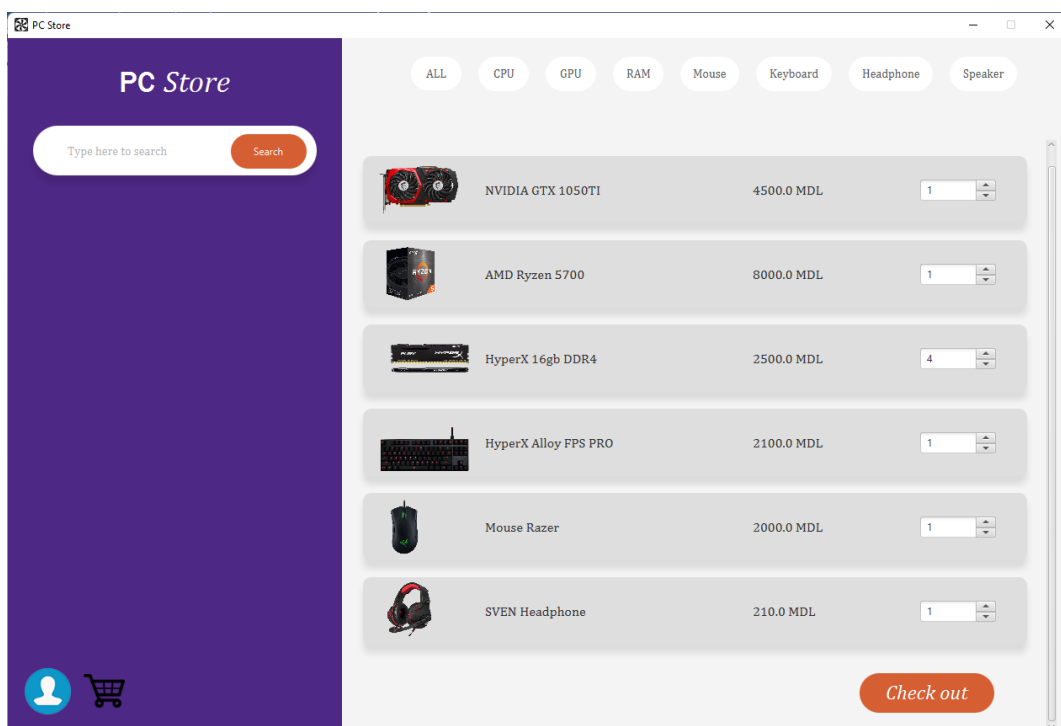 PC Store
PC Store
Type here to search
Search
ALL CPU GPU RAM Mouse Keyboard Headphone Speaker
NVIDIA GTX 1050TI 4500.0 MDL 1
AMD Ryzen 5700 8000.0 MDL 1
HyperX 16gb DDR4 2500.0 MDL 4
HyperX Alloy FPS PRO 2100.0 MDL 1
Mouse Razer 2000.0 MDL 1
SVEN Headphone 210.0 MDL 1
Check out